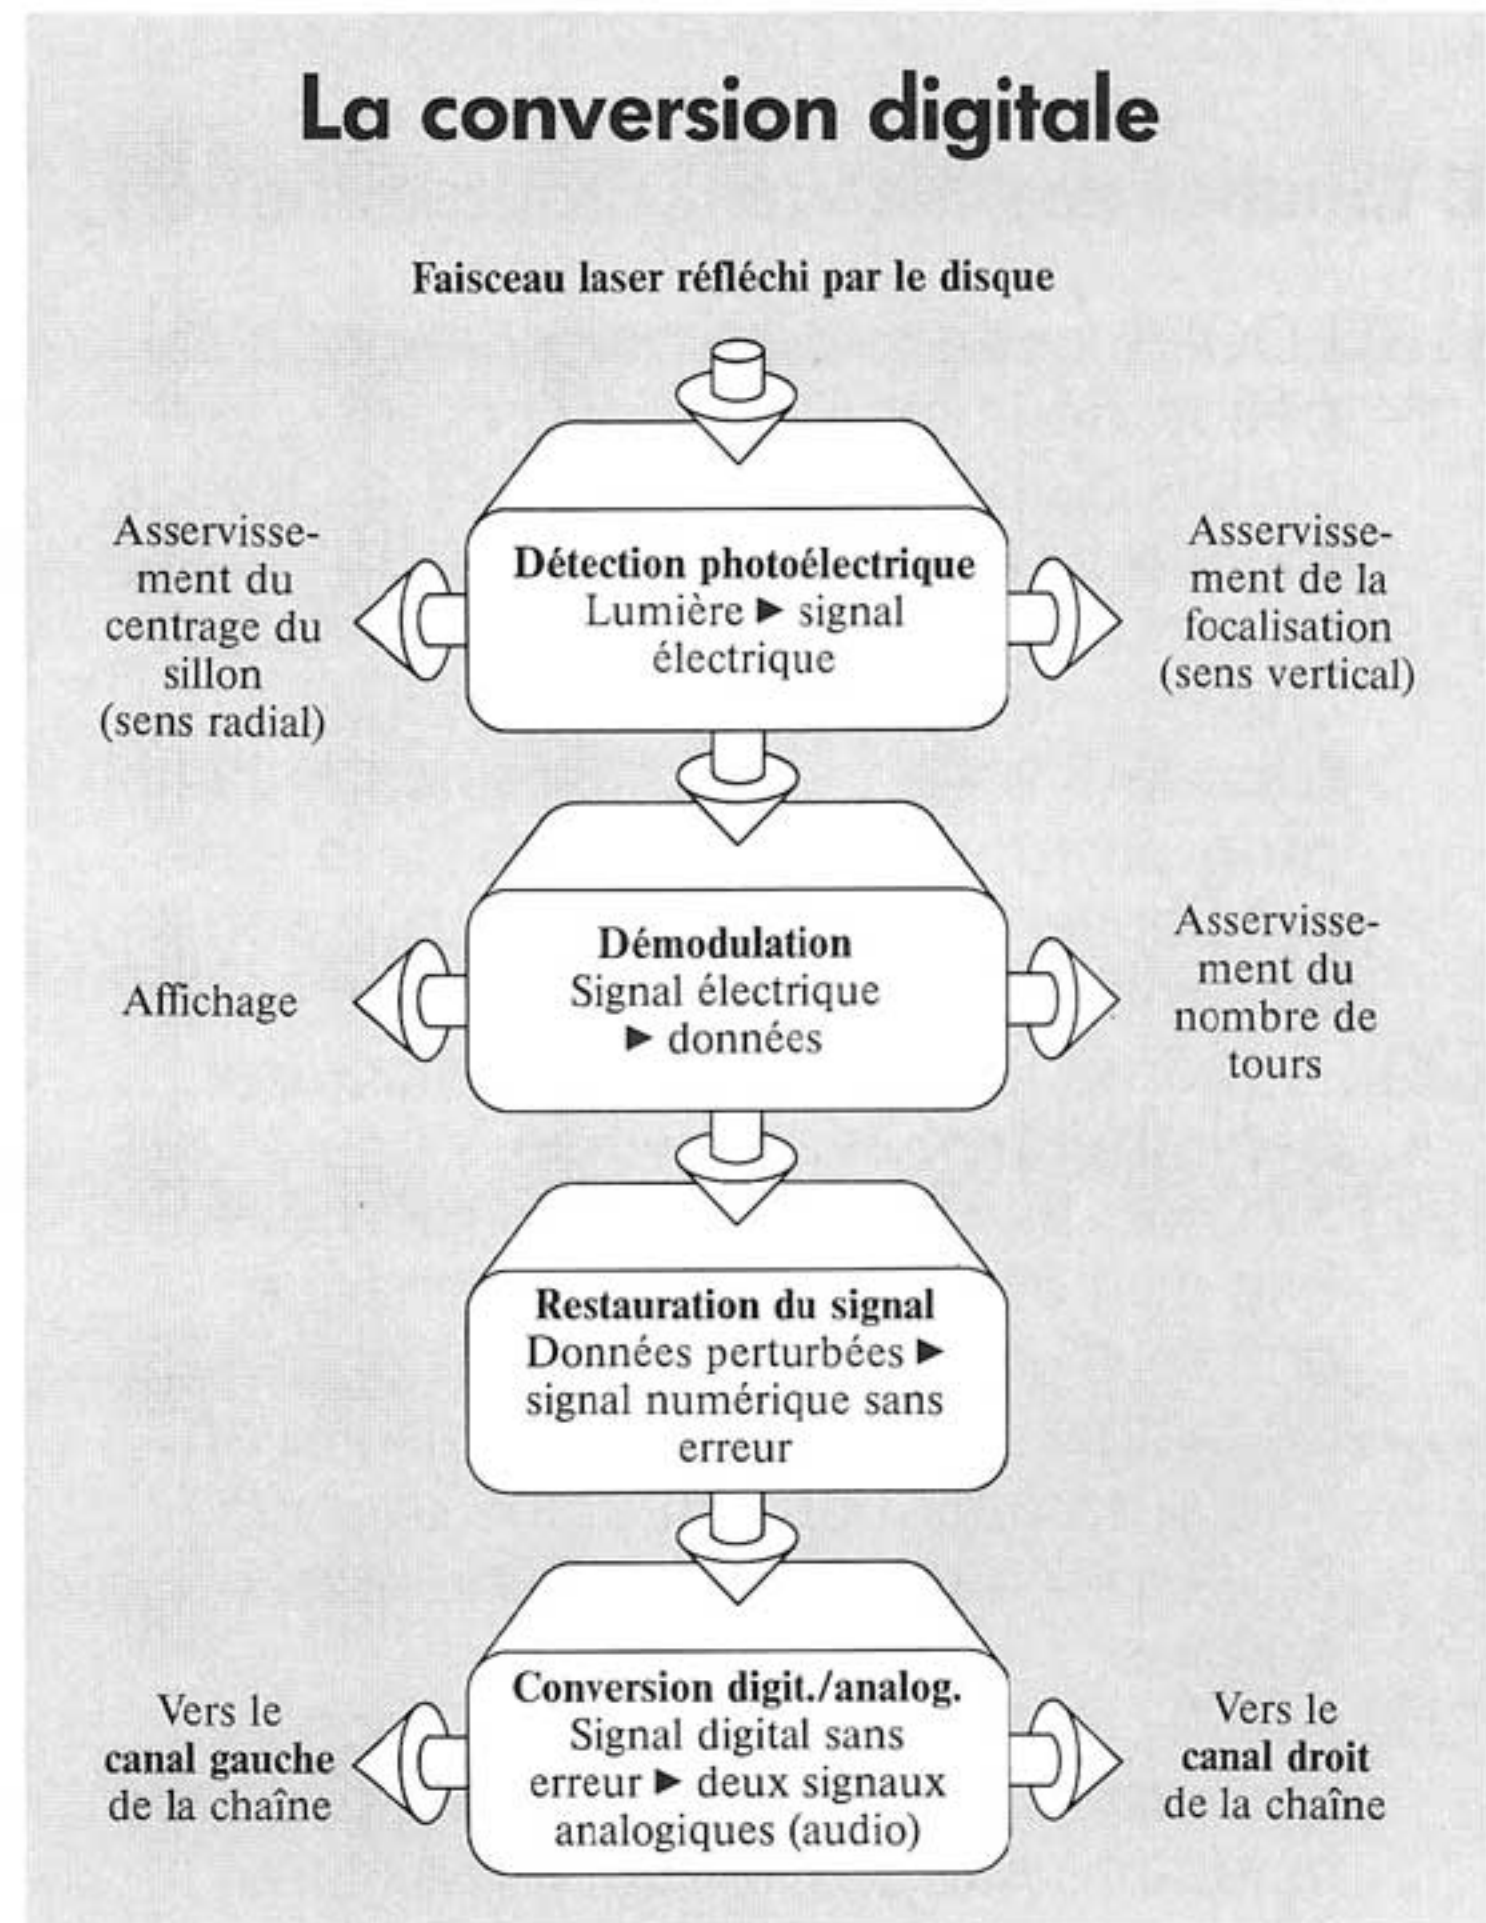 La conversion digitale
Faisceau laser réfléchi par le disque
Asservisse-
ment du
centrage du
sillon
(sens radial)
Détection photoélectrique
Lumière ► signal
électrique
Asservisse-
ment de la
focalisation
(sens vertical)
Affichage
Démodulation
Signal électrique
► données
Asservisse-
ment du
nombre de
tours
Restauration du signal
Données perturbées ►
signal numérique sans
erreur
Vers le
canal gauche
de la chaîne
Conversion digit./analog.
Signal digital sans
erreur ► deux signaux
analogiques (audio)
Vers le
canal droit
de la chaîne